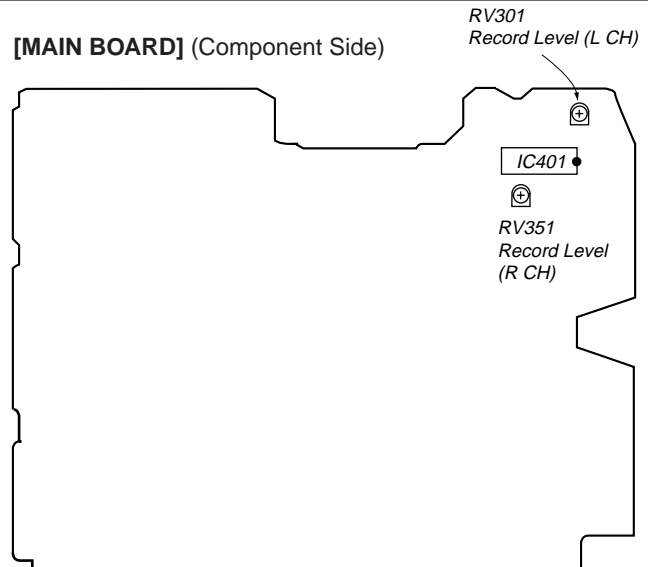 RV301
Record Level (L CH)
[MAIN BOARD] (Component Side)
IC401
RV351
Record Level
(R CH)